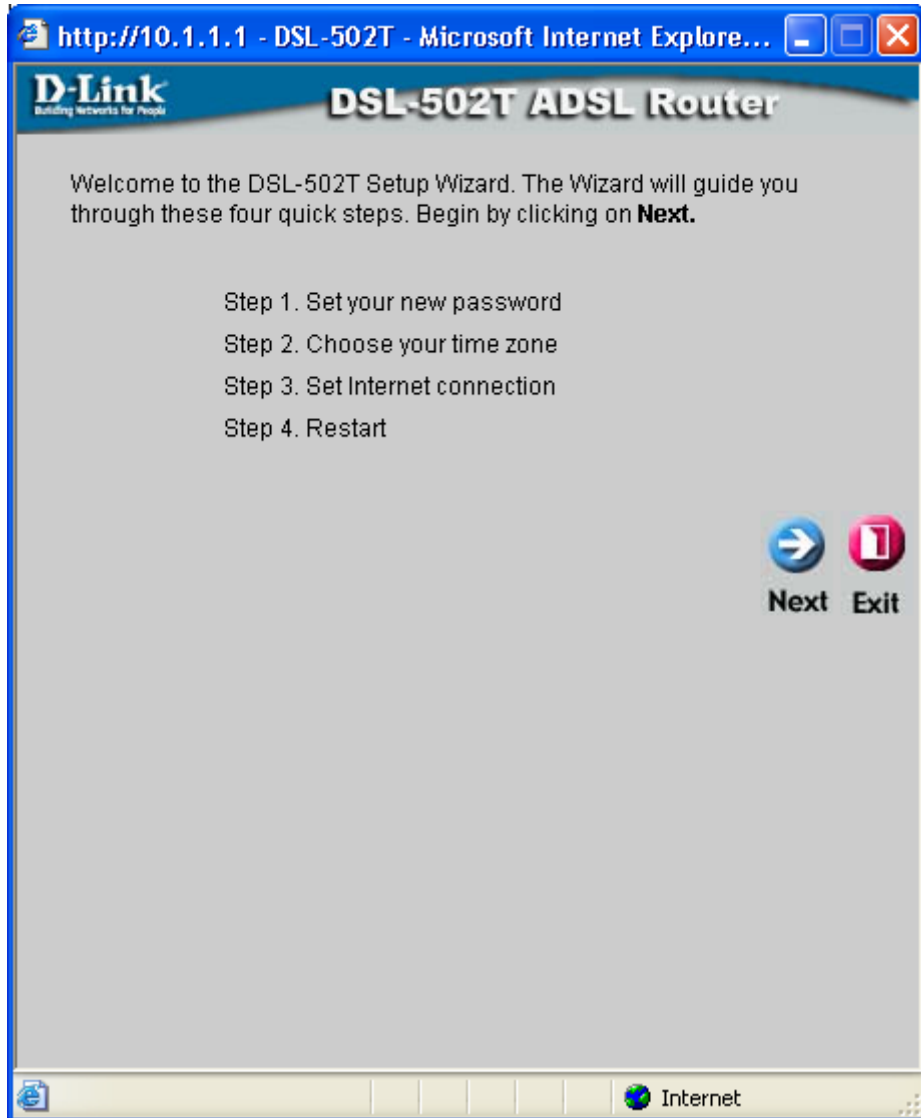 http://10.1.1.1 - DSL-502T - Microsoft Internet Explore...
D-Link
Building Networks for People
DSL-502T ADSL Router
Welcome to the DSL-502T Setup Wizard. The Wizard will guide you
through these four quick steps. Begin by clicking on Next.
Step 1. Set your new password
Step 2. Choose your time zone
Step 3. Set Internet connection
Step 4. Restart
Next Exit
Internet